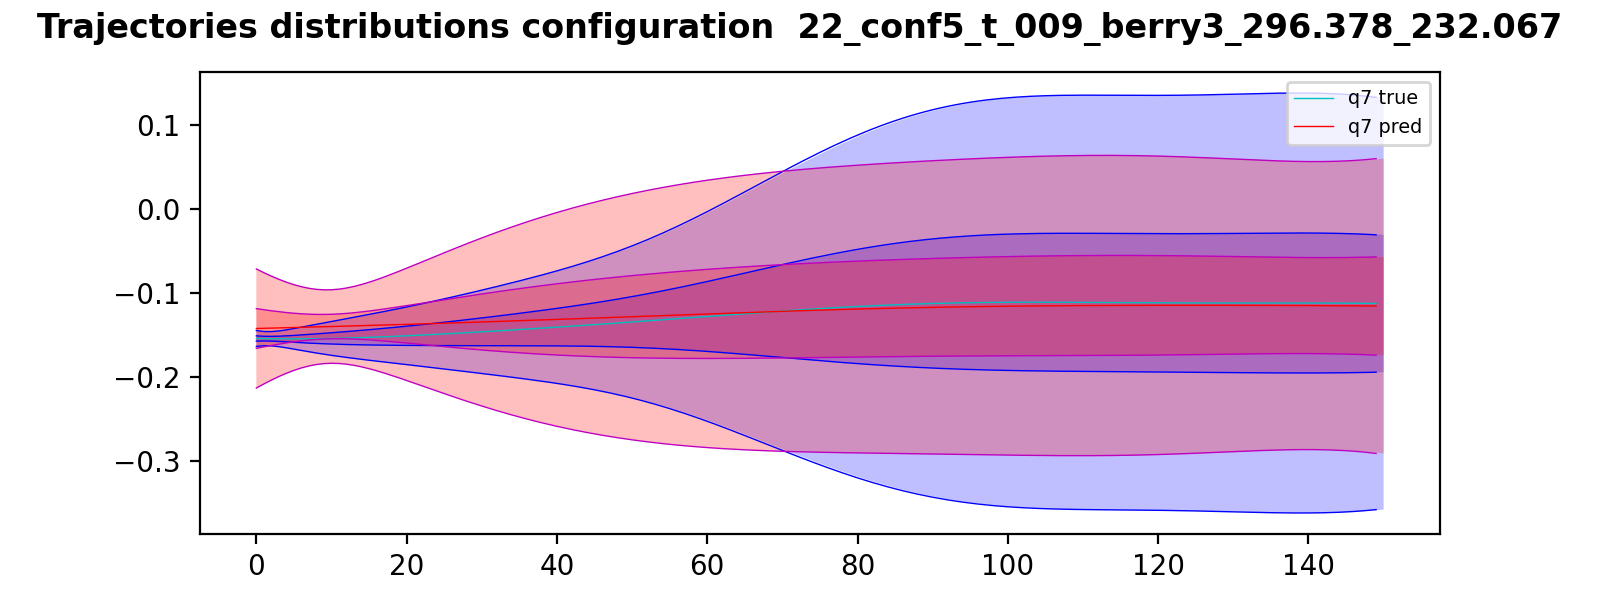 Trajectories distributions configuration  22_conf5_t_009_berry3_296.378_232.067
q7 true
q7 pred
0.1
0.0
−0.1
−0.2
−0.3
0 20 40 60 80 100 120 140